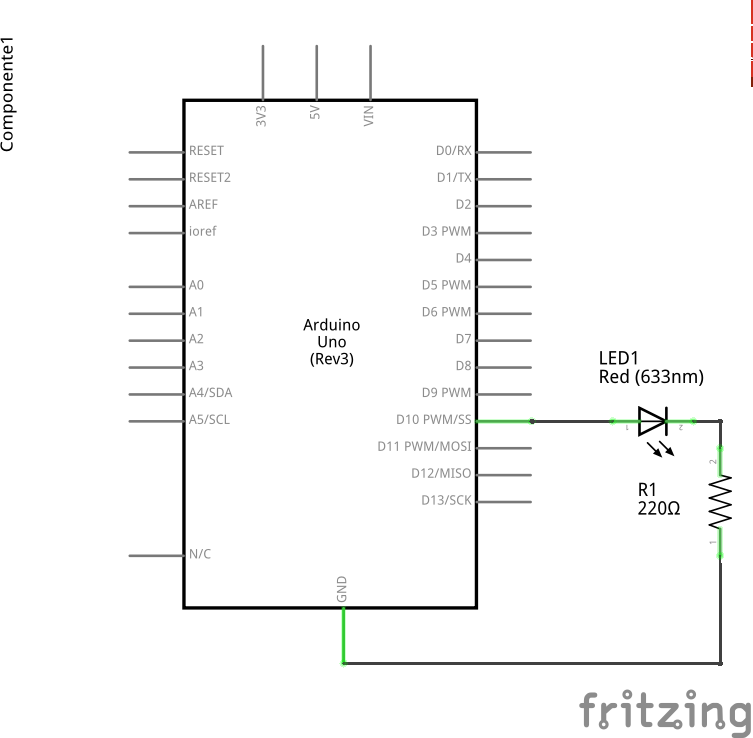 Componente1
3V3
5V
VIN
RESET
RESET2
AREF
ioref
A0
A1
A2
A3
A4/SDA
A5/SCL
N/C
D0/RX
D1/TX
D2
D3 PWM
D4
D5 PWM
D6 PWM
D7
D8
D9 PWM
D10 PWM/SS
D11 PWM/MOSI
D12/MISO
D13/SCK
Arduino
Uno
(Rev3)
GND
LED1
Red (633nm)
1
2
R1
220Ω
2
1
fritzing